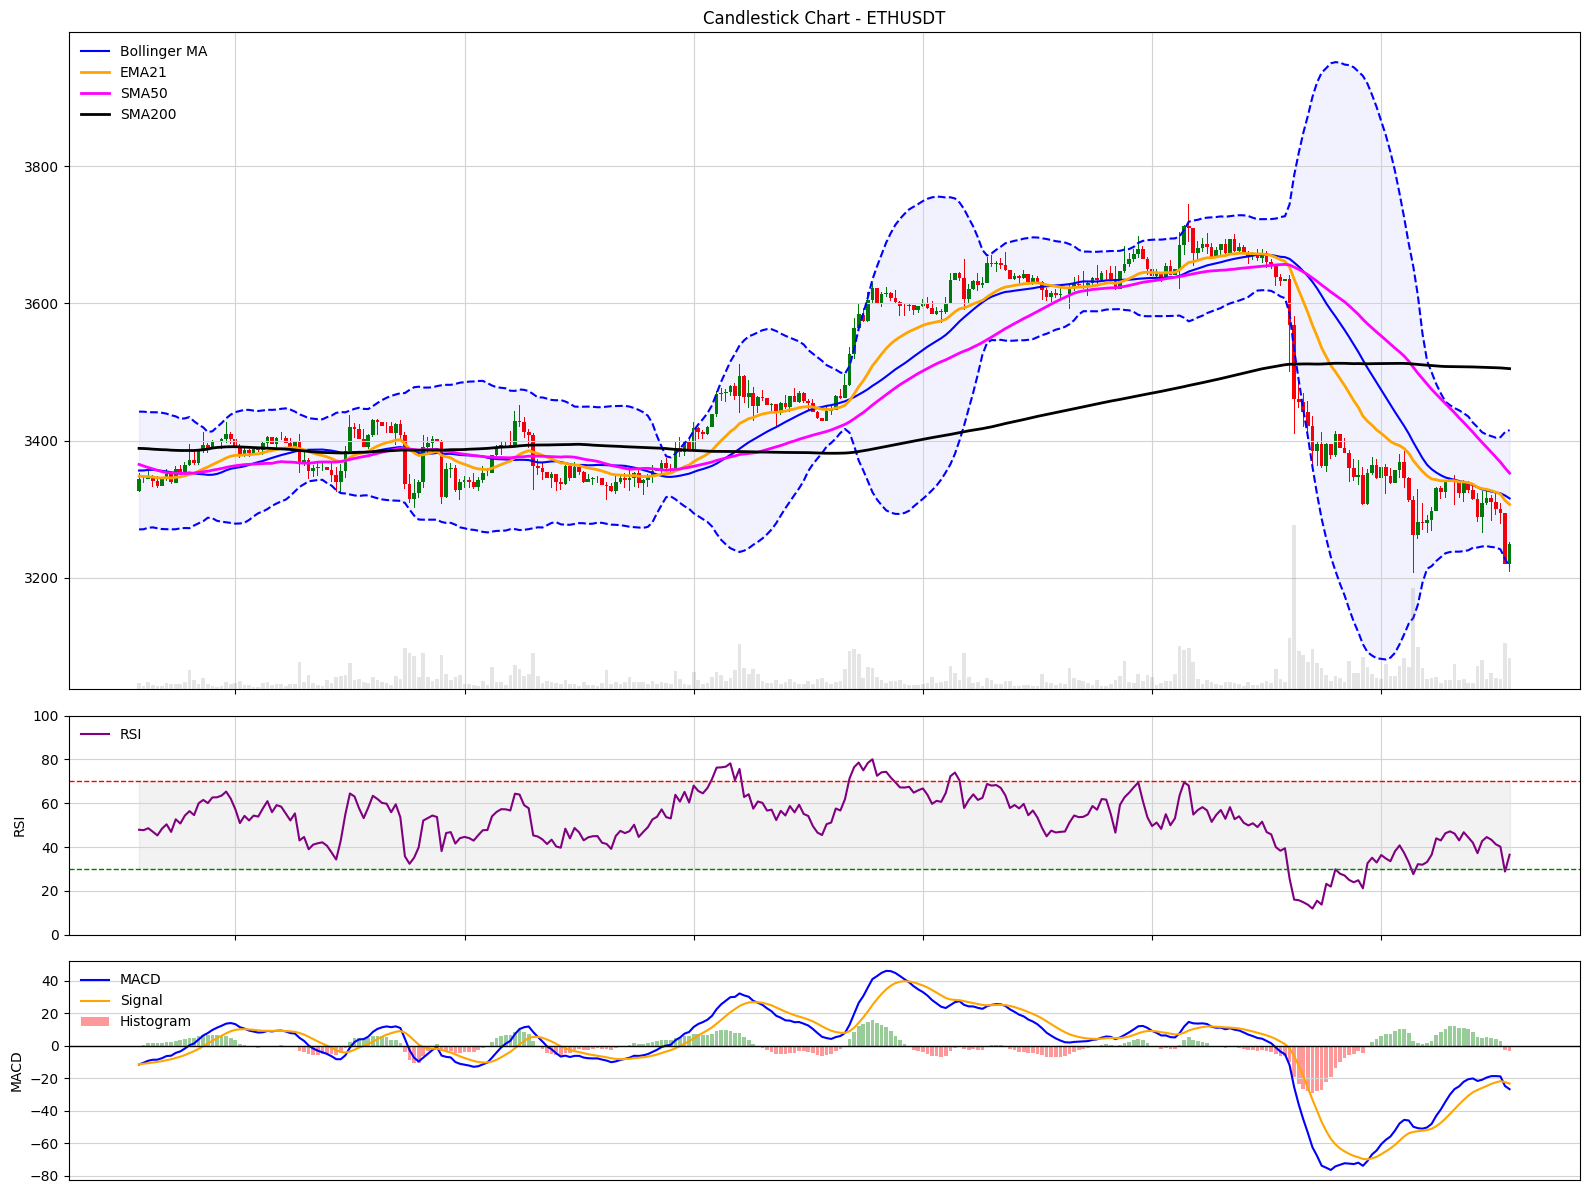 Candlestick Chart - ETHUSDT
Bollinger MA
EMA21
SMA50
SMA200
3800
3600
3400
3200
RSI
100
80
60
40
20
0
RSI
MACD
Signal
Histogram
40
20
0
−20
−40
−60
−80
MACD